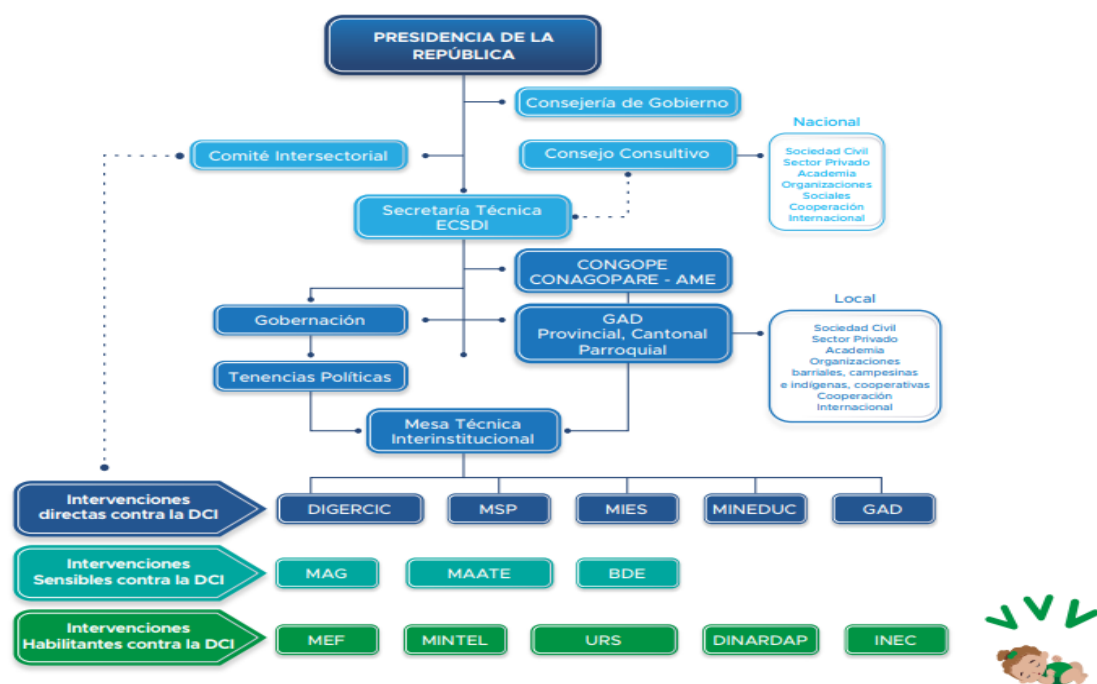 PRESIDENCIA DE LA
REPÚBLICA
Consejería de Gobierno
Comité Intersectorial
Consejo Consultivo
Nacional
Sociedad Civil
Sector Privado
Academia
Organizaciones
Sociales
Cooperación
Internacional
Secretaría Técnica
ECSDI
CONGOPE
CONAGOPARE - AME
Gobernación
GAD
Provincial, Cantonal
Parroquial
Local
Sociedad Civil
Sector Privado
Academia
Organizaciones
barriales, campesinas
e indígenas, cooperativas
Cooperación
Internacional
Tenencias Políticas
Mesa Técnica
Interinstitucional
Intervenciones
directas contra la DCI
DIGERCIC
MSP
MIES
MINEDUC
GAD
Intervenciones
Sensibles contra la DCI
MAG
MAATE
BDE
Intervenciones
Habilitantes contra la DCI
MEF
MINTEL
URS
DINARDAP
INEC